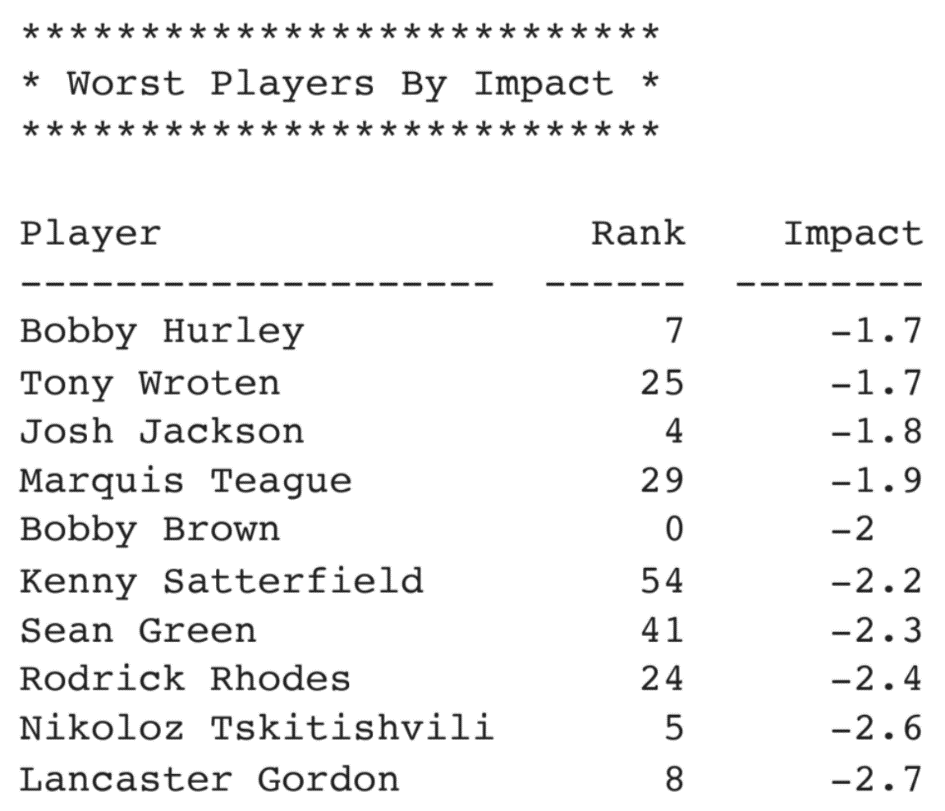 ***************************
* Worst Players By Impact *
***************************
Player Rank Impact
-------------------- ------ --------
Bobby Hurley 7 -1.7
Tony Wroten 25 -1.7
Josh Jackson 4 -1.8
Marquis Teague 29 -1.9
Bobby Brown 0 -2
Kenny Satterfield 54 -2.2
Sean Green 41 -2.3
Rodrick Rhodes 24 -2.4
Nikoloz Tskitishvili 5 -2.6
Lancaster Gordon 8 -2.7